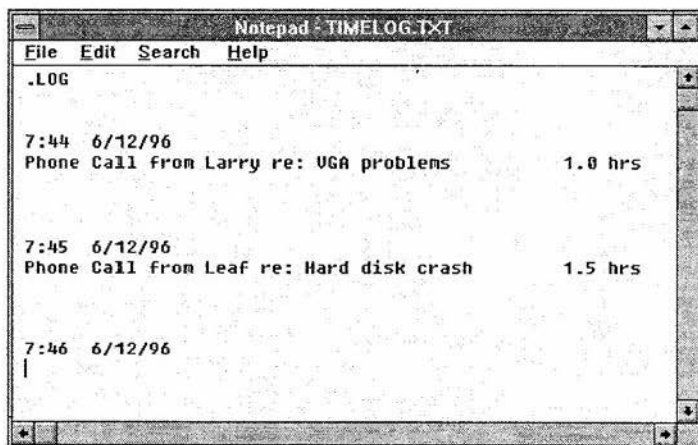 Notepad - TIMELOG.TXT
File Edit Search Help
.LOG
7:44 6/12/96
Phone Call from Larry re: VGA problems 1.0 hrs
7:45 6/12/96
Phone Call from Leaf re: Hard disk crash 1.5 hrs
7:46 6/12/96